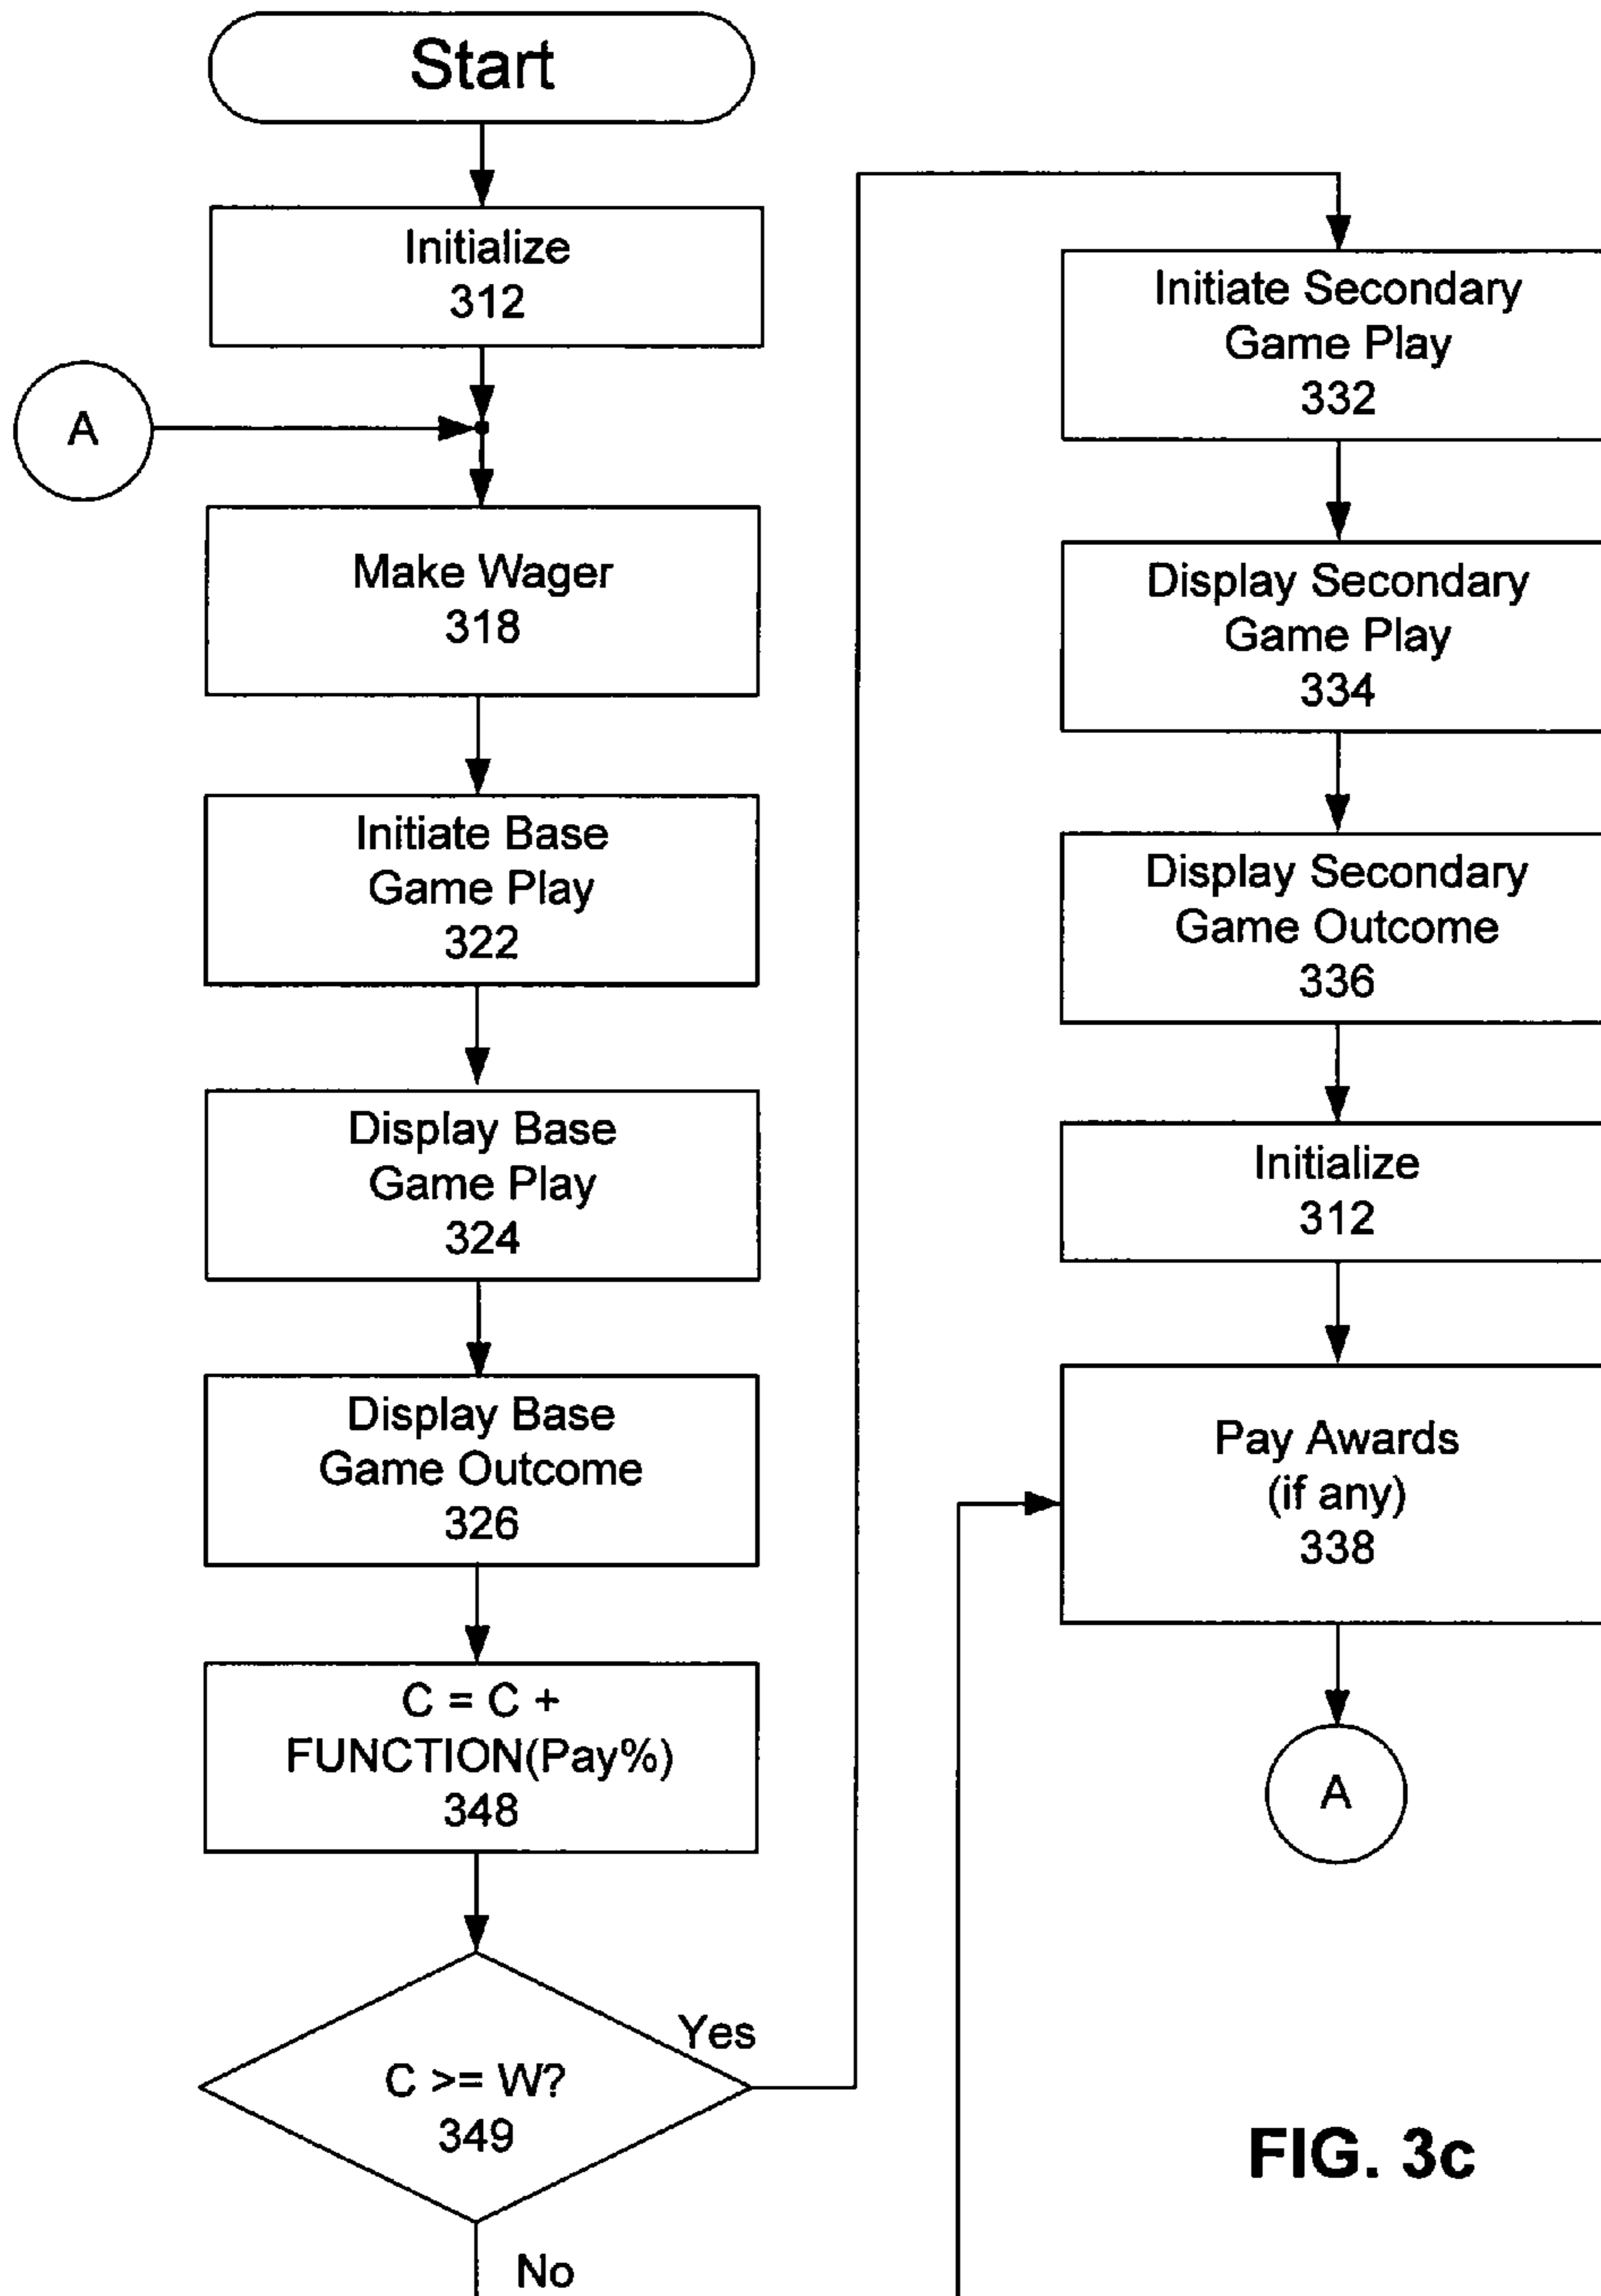 Start
Initialize
312
A
Make Wager
318
Initiate Base
Game Play
322
Display Base
Game Play
324
Display Base
Game Outcome
326
C = C +
FUNCTION(Pay%)
348
C >= W?
349
Yes
No
Initiate Secondary
Game Play
332
Display Secondary
Game Play
334
Display Secondary
Game Outcome
336
Initialize
312
Pay Awards
(if any)
338
A
FIG. 3c